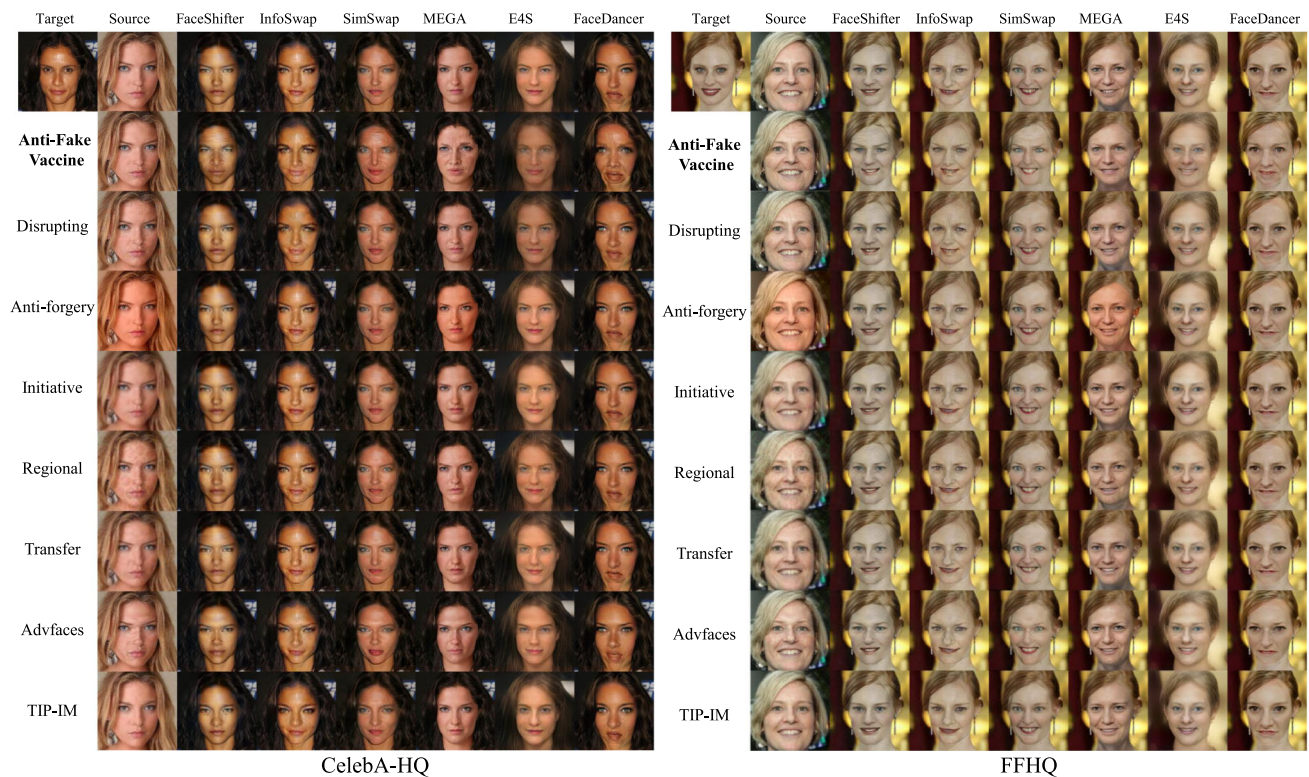 Target Source FaceShifter InfoSwap SimSwap MEGA E4S FaceDancer
Anti-Fake
Vaccine
Disrupting
Anti-forgery
Initiative
Regional
Transfer
Advfaces
TIP-IM
CelebA-HQ
Target Source FaceShifter InfoSwap SimSwap MEGA E4S FaceDancer
Anti-Fake
Vaccine
Disrupting
Anti-forgery
Initiative
Regional
Transfer
Advfaces
TIP-IM
FFHQ